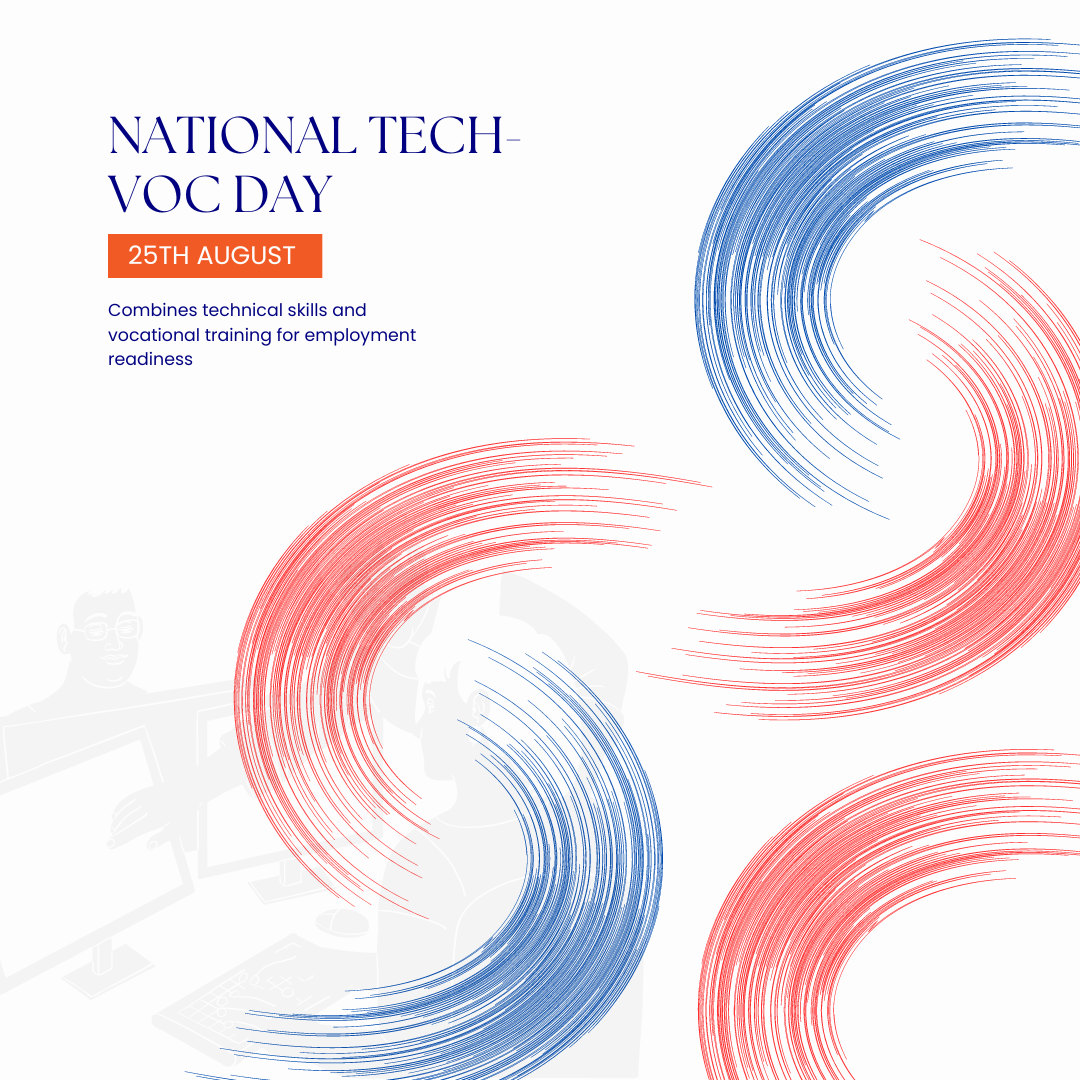 NATIONAL TECH-
VOC DAY
25TH AUGUST
Combines technical skills and
vocational training for employment
readiness